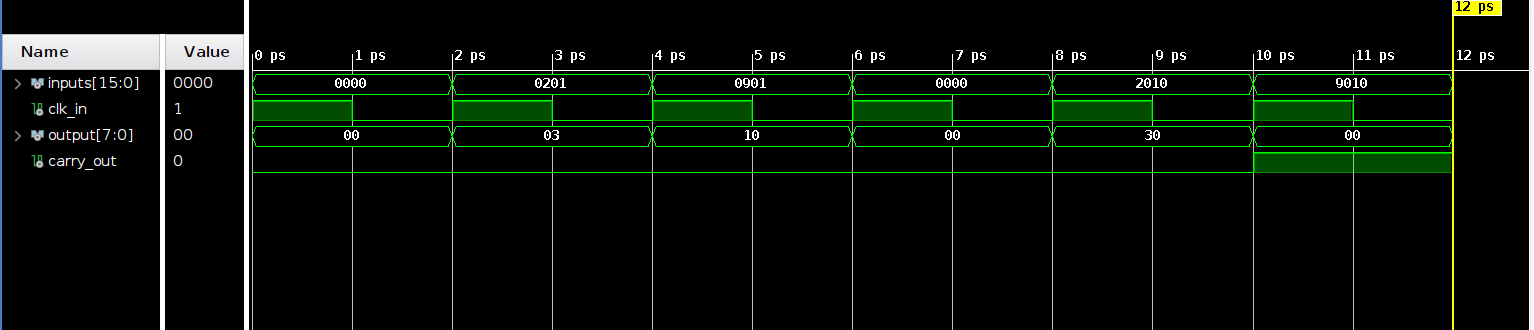 12 ps
Name Value
0 ps 1 ps 2 ps 3 ps 4 ps 5 ps 6 ps 7 ps 8 ps 9 ps 10 ps 11 ps 12 ps
inputs[15:0] 0000 0000 0201 0901 0000 2010 9010
clk_in 1
output[7:0] 00 00 03 10 00 30 00
carry_out 0